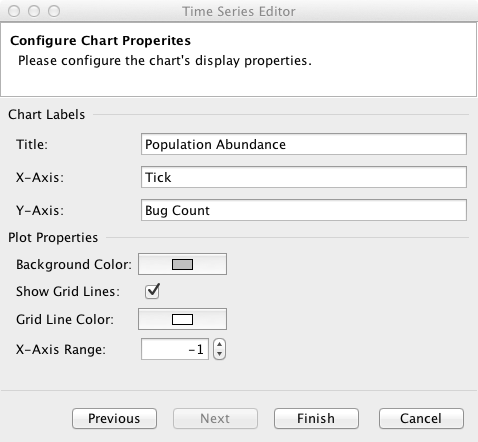 Time Series Editor
Configure Chart Properites
Please configure the chart's display properties.
Chart Labels
Title: Population Abundance
X-Axis: Tick
Y-Axis: Bug Count
Plot Properties
Background Color:
Show Grid Lines:
Grid Line Color:
X-Axis Range: -1
Previous Next Finish Cancel